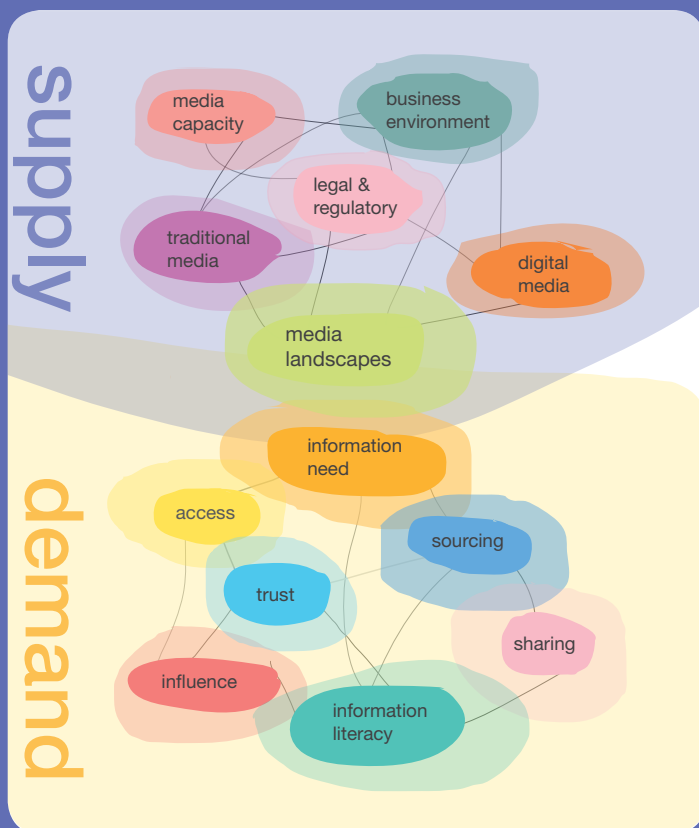 supply
media
capacity
business
environment
legal &
regulatory
traditional
media
digital
media
media
landscapes
demand
information
need
access
sourcing
trust
sharing
influence
information
literacy